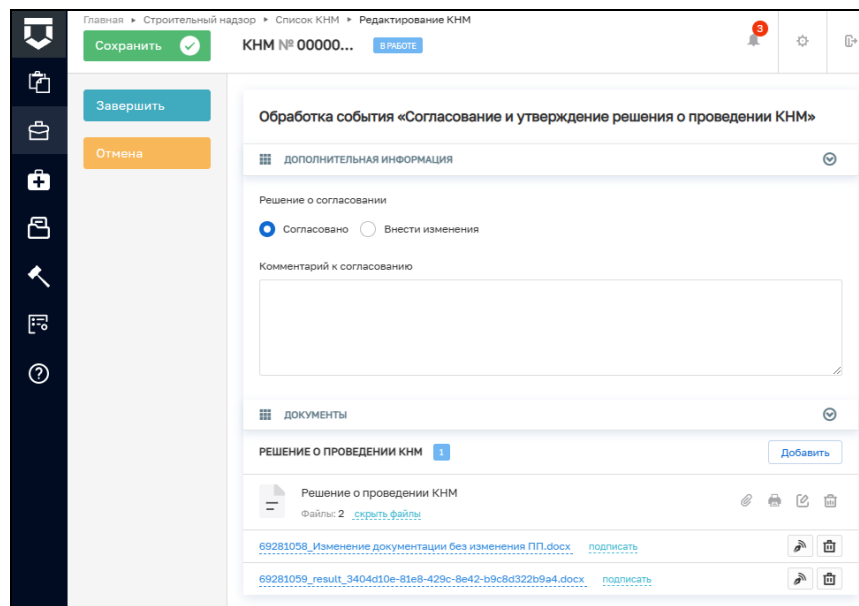 Главная ▸ Строительный надзор ▸ Список КНМ ▸ Редактирование КНМ
Сохранить
КНМ № 00000...
В РАБОТЕ
3
Завершить
Отмена
Обработка события «Согласование и утверждение решения о проведении КНМ»
ДОПОЛНИТЕЛЬНАЯ ИНФОРМАЦИЯ
Решение о согласовании
Согласовано Внести изменения
Комментарий к согласованию
ДОКУМЕНТЫ
РЕШЕНИЕ О ПРОВЕДЕНИИ КНМ 1 Добавить
Решение о проведении КНМ
Файлы: 2 скрыть файлы
69281058_Изменение документации без изменения ПП.docx подписать
69281059_result_3404d10e-81e8-429c-8e42-b9c8d322b9a4.docx подписать